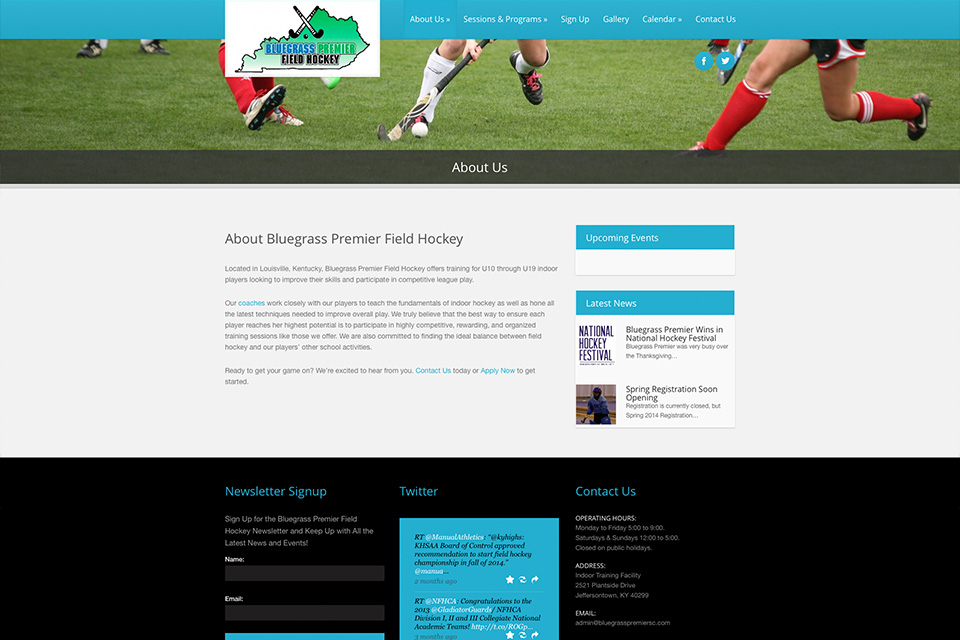 BLUEGRASS PREMIER
FIELD HOCKEY
About Us » Sessions & Programs » Sign Up Gallery Calendar » Contact Us
About Us
About Bluegrass Premier Field Hockey
Located in Louisville, Kentucky, Bluegrass Premier Field Hockey offers training for U10 through U19 indoor
players looking to improve their skills and participate in competitive league play.
Our coaches work closely with our players to teach the fundamentals of indoor hockey as well as hone all
the latest techniques needed to improve overall play. We truly believe that the best way to ensure each
player reaches her highest potential is to participate in highly competitive, rewarding, and organized
training sessions like those we offer. We are also committed to finding the ideal balance between field
hockey and our players' other school activities.
Ready to get your game on? We're excited to hear from you. Contact Us today or Apply Now to get
started.
Upcoming Events
Latest News
NATIONAL
HOCKEY
FESTIVAL
Bluegrass Premier Wins in
National Hockey Festival
Bluegrass Premier was very busy over
the Thanksgiving...
Spring Registration Soon
Opening
Registration is currently closed, but
Spring 2014 Registration...
Newsletter Signup
Sign Up for the Bluegrass Premier Field
Hockey Newsletter and Keep Up with All the
Latest News and Events!
Name:
Email:
Twitter
RT @ManualAthletics: "@kyhighs:
KHSAA Board of Control approved
recommendation to start field hockey
championship in fall of 2014."
@manua...
2 months ago
RT @NFHCA: Congratulations to the
2013 @GladiatorGuards/ NFHCA
Division I, II and III Collegiate National
Academic Teams! http://t.co/ROGp...
3 months ago
Contact Us
OPERATING HOURS:
Monday to Friday 5:00 to 9:00.
Saturdays & Sundays 12:00 to 5:00.
Closed on public holidays.
ADDRESS:
Indoor Training Facility
2521 Plantside Drive
Jeffersontown, KY 40299
EMAIL:
admin@bluegrasspremiersc.com